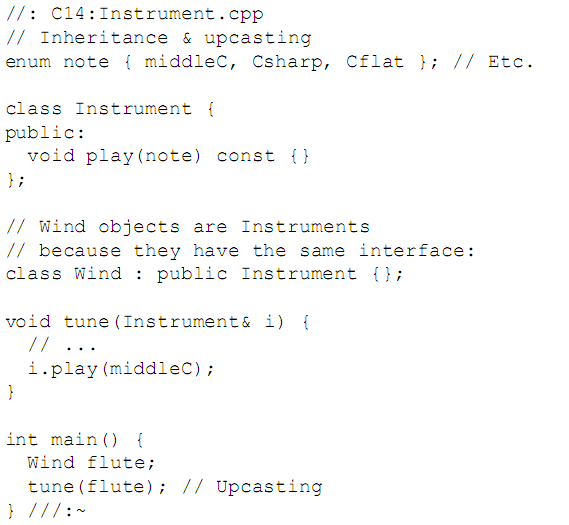 //: C14:Instrument.cpp
// Inheritance & upcasting
enum note { middleC, Csharp, Cflat }; // Etc.

class Instrument {
public:
  void play(note) const {}
};

// Wind objects are Instruments
// because they have the same interface:
class Wind : public Instrument {};

void tune(Instrument& i) {
  // ...
  i.play(middleC);
}

int main() {
  Wind flute;
  tune(flute); // Upcasting
} ///:~